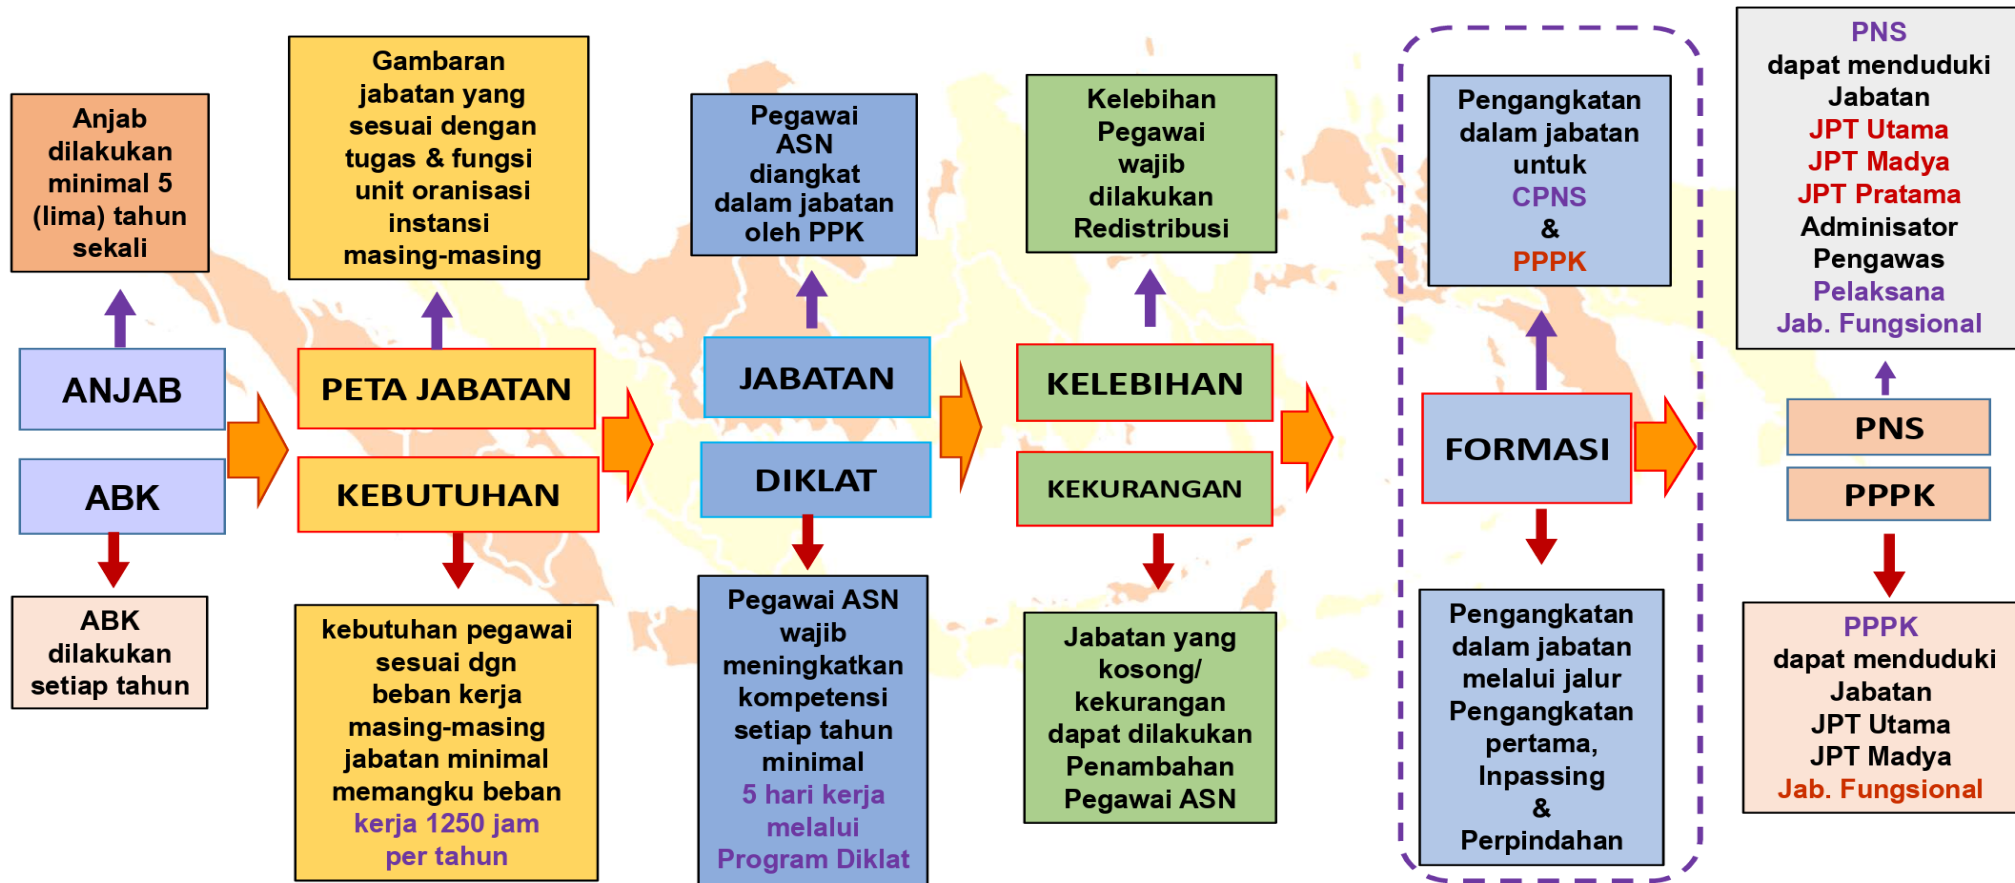 Anjab
dilakukan
minimal 5
(lima) tahun
sekali
ANJAB
ABK
ABK
dilakukan
setiap tahun
Gambaran
jabatan yang
sesuai dengan
tugas & fungsi
unit oranisasi
instansi
masing-masing
PETA JABATAN
KEBUTUHAN
kebutuhan pegawai
sesuai dgn
beban kerja
masing-masing
jabatan minimal
memangku beban
kerja 1250 jam
per tahun
Pegawai
ASN
diangkat
dalam jabatan
oleh PPK
JABATAN
DIKLAT
Pegawai ASN
wajib
meningkatkan
kompetensi
setiap tahun
minimal
5 hari kerja
melalui
Program Diklat
Kelebihan
Pegawai
wajib
dilakukan
Redistribusi
KELEBIHAN
KEKURANGAN
Jabatan yang
kosong/
kekurangan
dapat dilakukan
Penambahan
Pegawai ASN
Pengangkatan
dalam jabatan
untuk
CPNS
&
PPPK
FORMASI
Pengangkatan
dalam jabatan
melalui jalur
Pengangkatan
pertama,
Inpassing
&
Perpindahan
PNS
dapat menduduki
Jabatan
JPT Utama
JPT Madya
JPT Pratama
Adminisator
Pengawas
Pelaksana
Jab. Fungsional
PNS
PPPK
PPPK
dapat menduduki
Jabatan
JPT Utama
JPT Madya
Jab. Fungsional